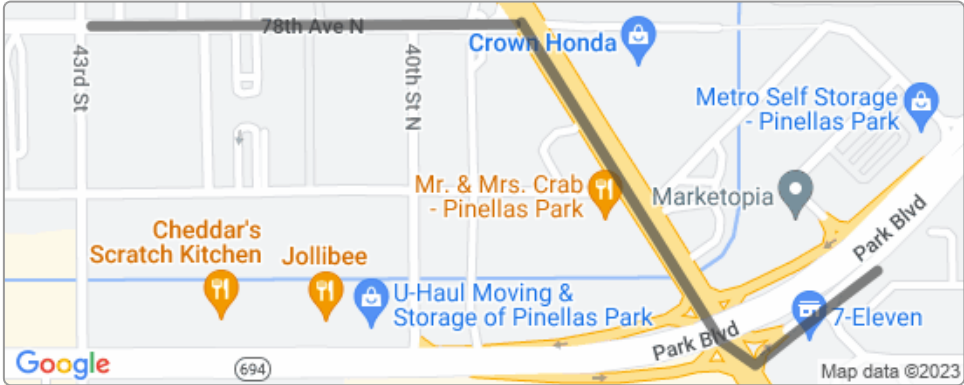 78th Ave N
Crown Honda
43rd St
40th St N
Metro Self Storage
- Pinellas Park
Mr. & Mrs. Crab
- Pinellas Park
Marketopia
Park Blvd
Cheddar's
Scratch Kitchen
Jollibee
U-Haul Moving &
Storage of Pinellas Park
7-Eleven
Park Blvd
Google
694
Map data ©2023